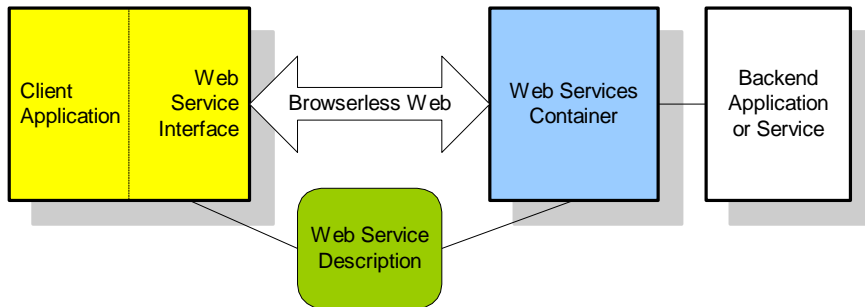 Client
Application
Web
Service
Interface
Browserless Web
Web Services
Container
Backend
Application
or Service
Web Service
Description